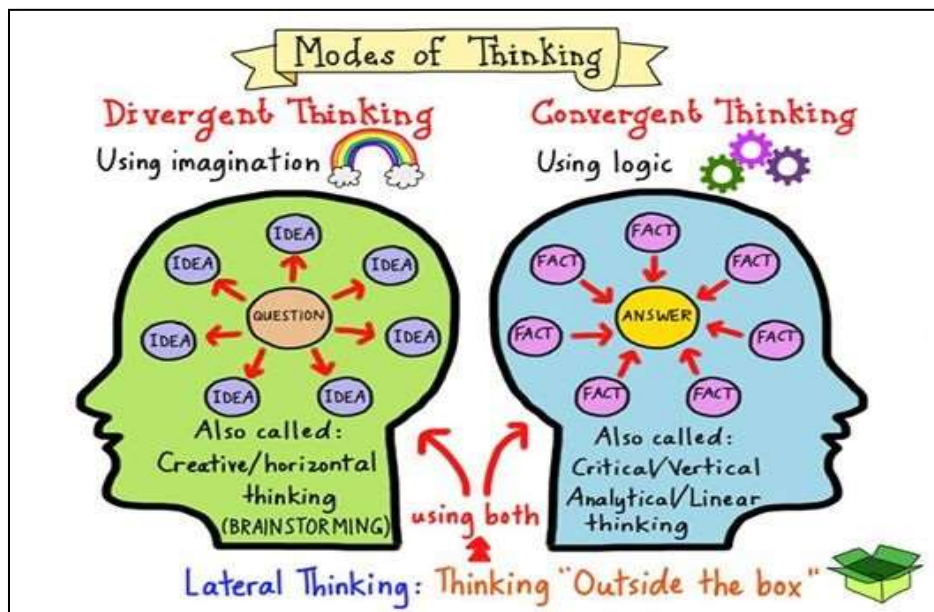 Modes of Thinking
Divergent Thinking
Using imagination
IDEA
IDEA
IDEA
IDEA
QUESTION
IDEA
IDEA
IDEA
Also called:
Creative/horizontal
thinking
(BRAINSTORMING)
Convergent Thinking
Using logic
FACT
FACT
FACT
FACT
ANSWER
FACT
FACT
FACT
Also called:
Critical/Vertical
Analytical/Linear
thinking
using both
Lateral Thinking: Thinking "Outside the box"